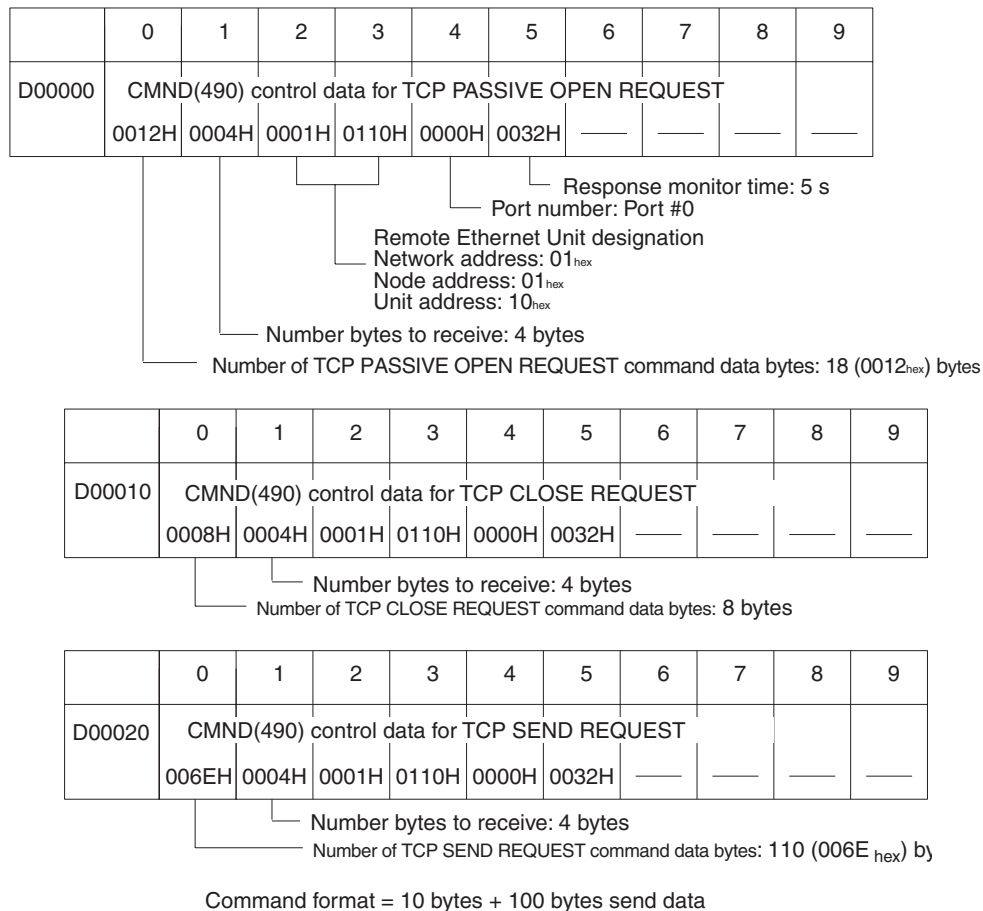 0 1 2 3 4 5 6 7 8 9
D00000 CMND(490) control data for TCP PASSIVE OPEN REQUEST
0012H 0004H 0001H 0110H 0000H 0032H —— —— —— ——
Response monitor time: 5 s
Port number: Port #0
Remote Ethernet Unit designation
Network address: 01hex
Node address: 01hex
Unit address: 10hex
Number bytes to receive: 4 bytes
Number of TCP PASSIVE OPEN REQUEST command data bytes: 18 (0012hex) bytes
0 1 2 3 4 5 6 7 8 9
D00010 CMND(490) control data for TCP CLOSE REQUEST
0008H 0004H 0001H 0110H 0000H 0032H —— —— —— ——
Number bytes to receive: 4 bytes
Number of TCP CLOSE REQUEST command data bytes: 8 bytes
0 1 2 3 4 5 6 7 8 9
D00020 CMND(490) control data for TCP SEND REQUEST
006EH 0004H 0001H 0110H 0000H 0032H —— —— —— ——
Number bytes to receive: 4 bytes
Number of TCP SEND REQUEST command data bytes: 110 (006E hex) by
Command format = 10 bytes + 100 bytes send data